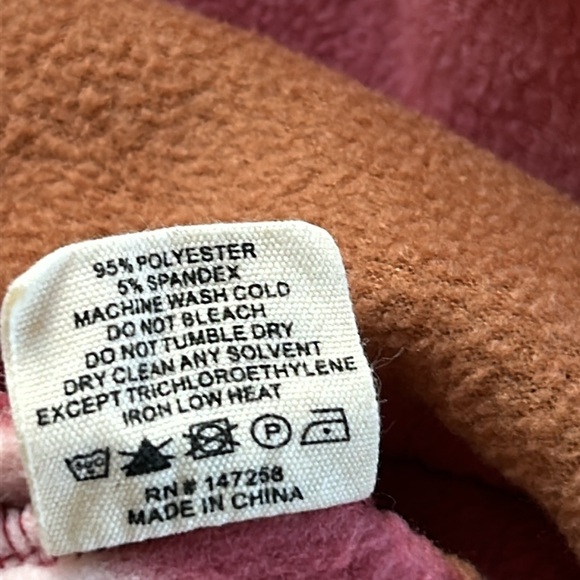 95% POLYESTER
5% SPANDEX
MACHINE WASH COLD
DO NOT BLEACH
DO NOT TUMBLE DRY
DRY CLEAN ANY SOLVENT
EXCEPT TRICHLOROETHYLENE
IRON LOW HEAT
P
RN# 147258
MADE IN CHINA